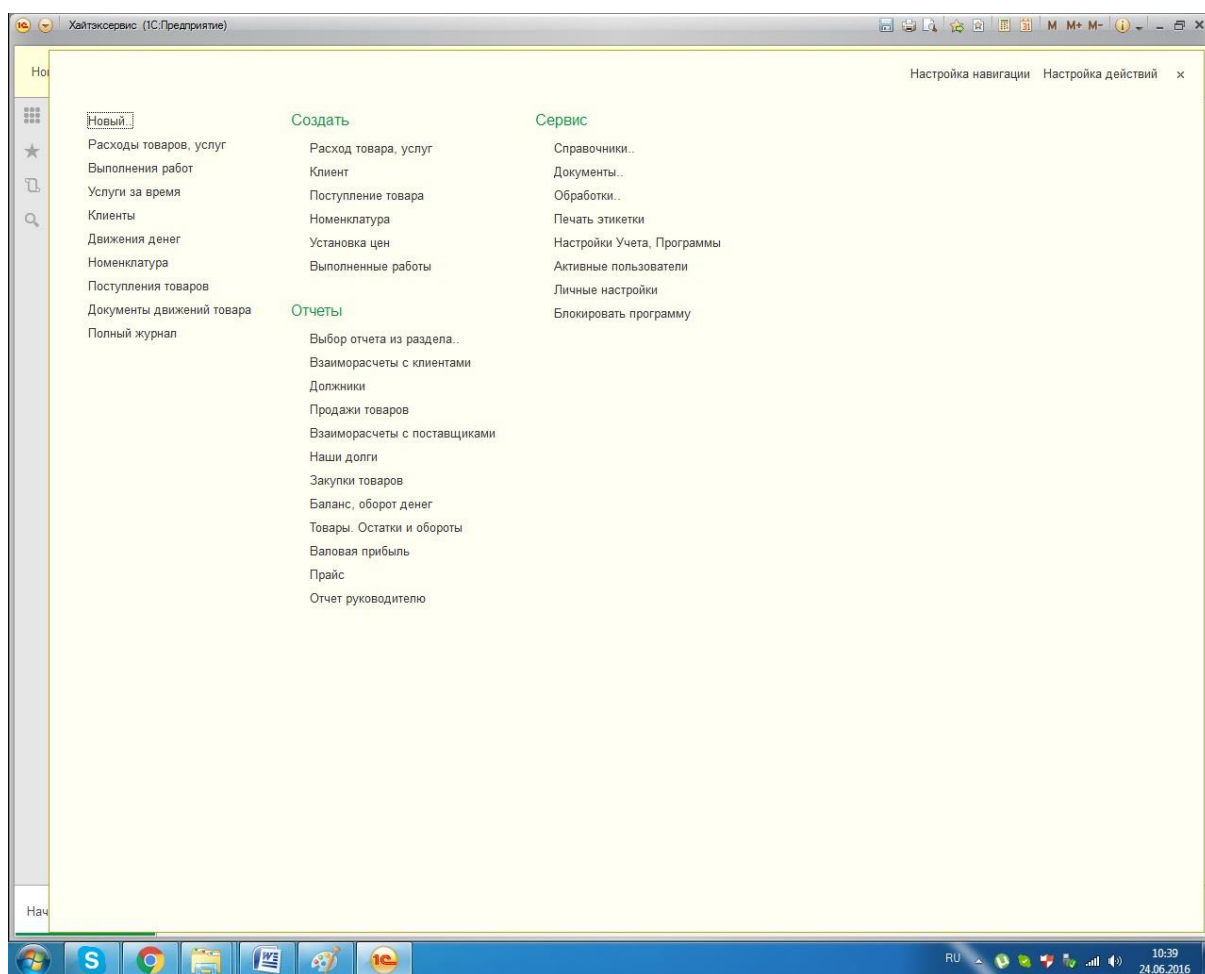 Хайтэксервис (1С:Предприятие)
M M+ M-
Настройка навигации Настройка действий
Новый..
Расходы товаров, услуг
Выполнения работ
Услуги за время
Клиенты
Движения денег
Номенклатура
Поступления товаров
Документы движений товара
Полный журнал
Создать
Расход товара, услуг
Клиент
Поступление товара
Номенклатура
Установка цен
Выполненные работы
Отчеты
Выбор отчета из раздела..
Взаиморасчеты с клиентами
Должники
Продажи товаров
Взаиморасчеты с поставщиками
Наши долги
Закупки товаров
Баланс, оборот денег
Товары. Остатки и обороты
Валовая прибыль
Прайс
Отчет руководителю
Сервис
Справочники..
Документы..
Обработки..
Печать этикетки
Настройки Учета, Программы
Активные пользователи
Личные настройки
Блокировать программу
Нач
RU
10:39
24.06.2016